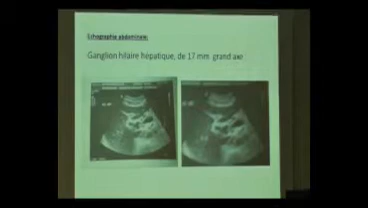 Echographie abdominale:
Ganglion hilaire hépatique, de 17 mm grand axe